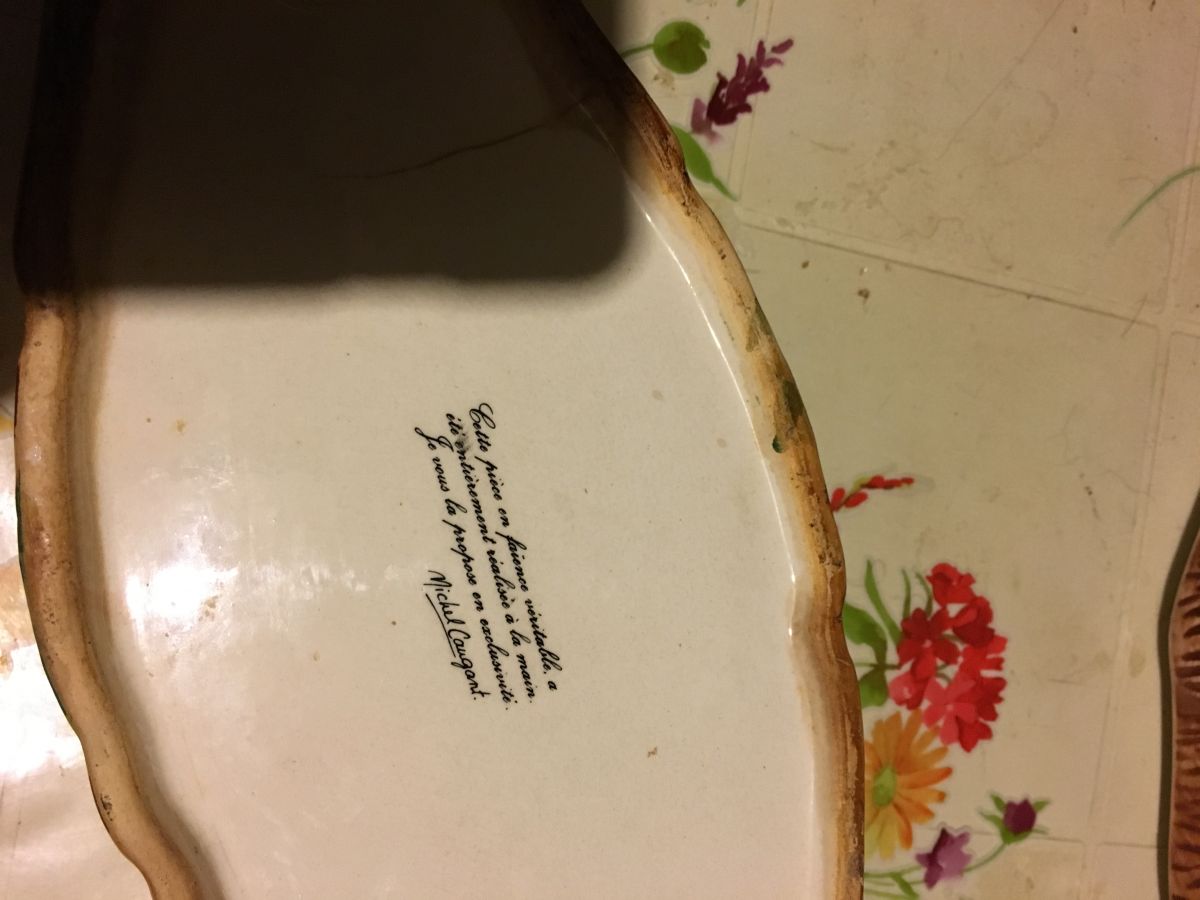 Cette pièce en faïence véritable, a
été entièrement réalisée à la main.
Je vous la propose en exclusivité.
Michel Caugant.